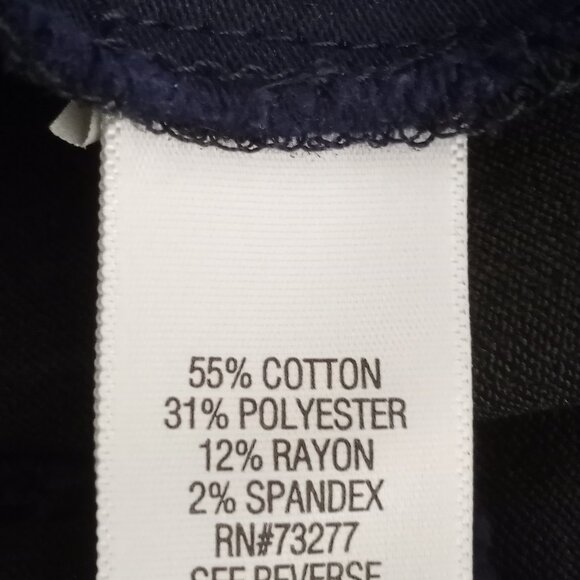 55% COTTON
31% POLYESTER
12% RAYON
2% SPANDEX
RN#73277
SEE REVERSE